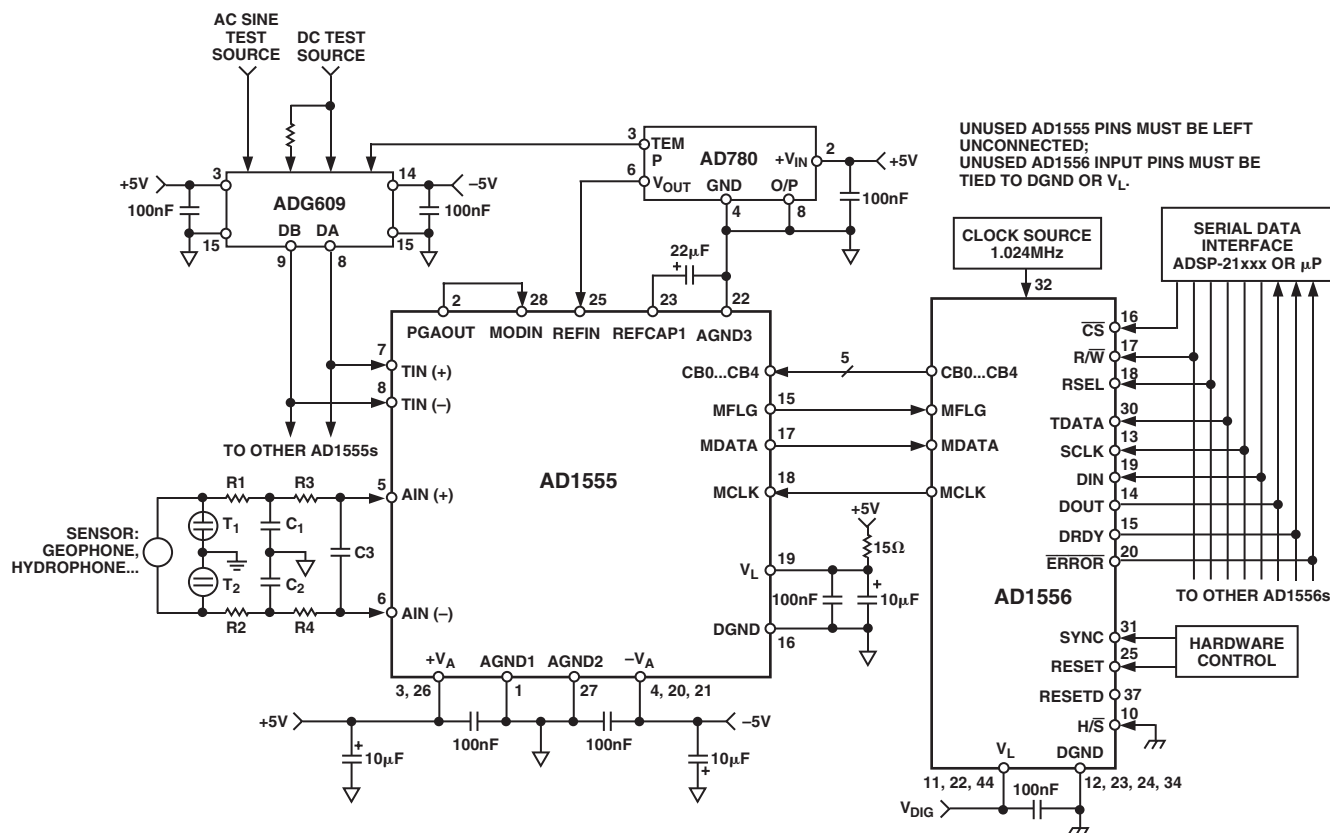 AC SINE
TEST
SOURCE
DC TEST
SOURCE
3
TEM
P
AD780
+VIN
2
+5V
6
VOUT
GND
O/P
100nF
4
8
UNUSED AD1555 PINS MUST BE LEFT
UNCONNECTED;
UNUSED AD1556 INPUT PINS MUST BE
TIED TO DGND OR VL.
+5V
3
14
–5V
100nF
ADG609
100nF
15
DB
DA
15
9
8
22µF
+
CLOCK SOURCE
1.024MHz
32
SERIAL DATA
INTERFACE
ADSP-21xxx OR µP
2
28
25
23
22
PGAOUT
MODIN
REFIN
REFCAP1
AGND3
7
TIN (+)
8
TIN (–)
TO OTHER AD1555s
AD1555
CB0...CB4
5
CB0...CB4
MFLG
15
MFLG
MDATA
17
MDATA
MCLK
18
MCLK
16
CS
17
R/W
18
RSEL
30
TDATA
13
SCLK
19
DIN
14
DOUT
15
DRDY
20
ERROR
TO OTHER AD1556s
AD1556
R1
R3
5
AIN (+)
T1
C1
C3
SENSOR:
GEOPHONE,
HYDROPHONE...
T2
C2
6
AIN (–)
R2
R4
+5V
15Ω
VL
19
100nF
+
10µF
DGND
16
31
SYNC
25
RESET
HARDWARE
CONTROL
RESETD
37
10
H/S
+VA
AGND1
AGND2
–VA
3, 26
1
27
4, 20, 21
+5V
100nF
100nF
–5V
+
10µF
10µF
+
VL
DGND
11, 22, 44
100nF
12, 23, 24, 34
VDIG